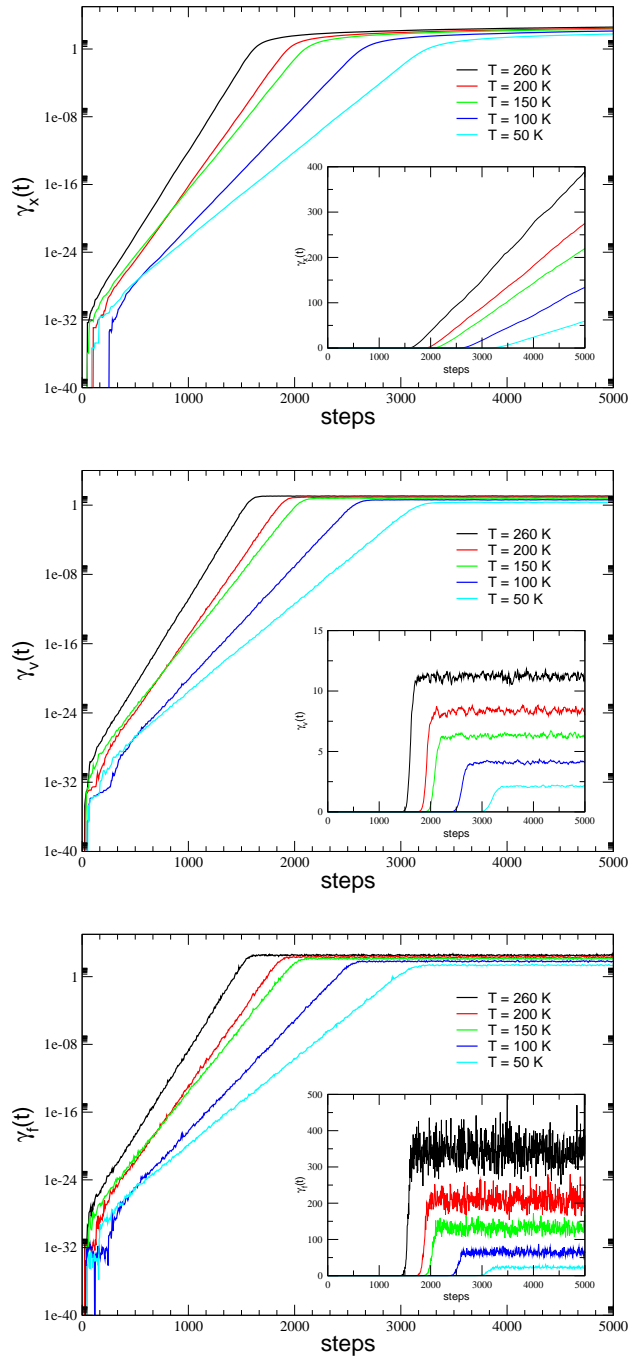 1
1e-08
1e-16
1e-24
1e-32
1e-40
γx(t)
0 1000 2000 3000 4000 5000
steps
T = 260 K
T = 200 K
T = 150 K
T = 100 K
T = 50 K
400
300
200
100
0
γx(t)
0 1000 2000 3000 4000 5000
steps
1
1e-08
1e-16
1e-24
1e-32
1e-40
γv(t)
0 1000 2000 3000 4000 5000
steps
T = 260 K
T = 200 K
T = 150 K
T = 100 K
T = 50 K
15
10
5
0
γv(t)
0 1000 2000 3000 4000 5000
steps
1
1e-08
1e-16
1e-24
1e-32
1e-40
γf(t)
0 1000 2000 3000 4000 5000
steps
T = 260 K
T = 200 K
T = 150 K
T = 100 K
T = 50 K
500
400
300
200
100
0
γf(t)
0 1000 2000 3000 4000 5000
steps